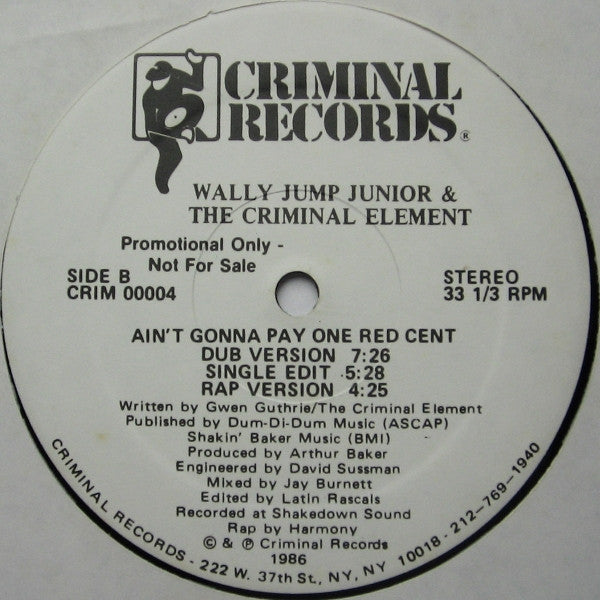 CRIMINAL
RECORDS®
WALLY JUMP JUNIOR &
THE CRIMINAL ELEMENT
Promotional Only -
Not For Sale
SIDE B
CRIM 00004
STEREO
33 1/3 RPM
AIN'T GONNA PAY ONE RED CENT
DUB VERSION 7:26
SINGLE EDIT 5:28
RAP VERSION 4:25
Written by Gwen Guthrie/The Criminal Element
Published by Dum-Di-Dum Music (ASCAP)
Shakin' Baker Music (BMI)
Produced by Arthur Baker
Engineered by David Sussman
Mixed by Jay Burnett
Edited by Latin Rascals
Recorded at Shakedown Sound
Rap by Harmony
© & ℗ Criminal Records
1986
CRIMINAL RECORDS - 222 W. 37th St., NY, NY 10018 - 212-769-1940